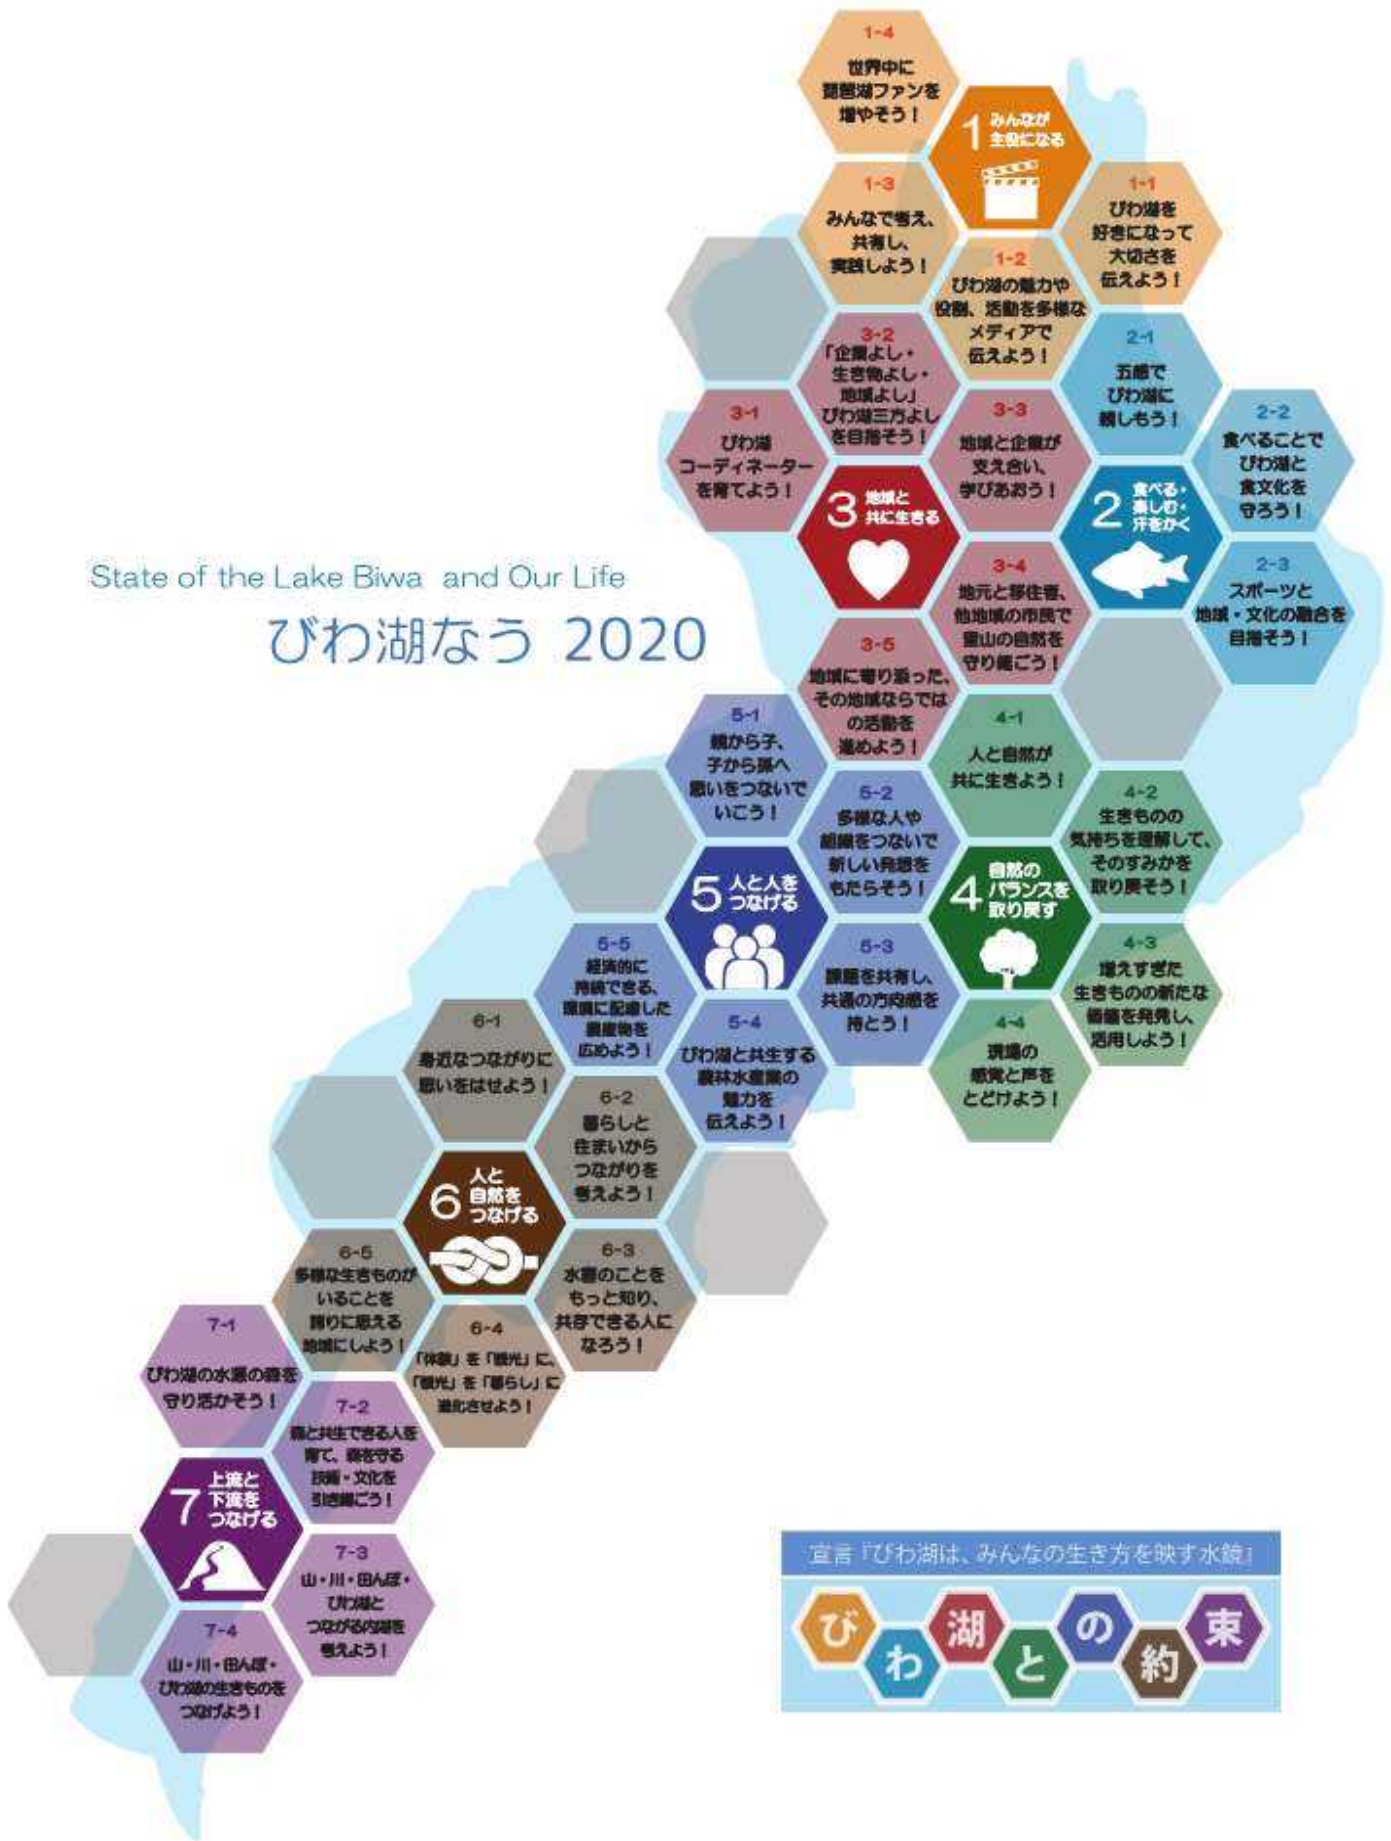 1-4
世界中に
琵琶湖ファンを
増やそう！
1 みんなが
主役になる
1-3
みんなで考え、
共有し、
実践しよう！
1-1
びわ湖を
好きになって
大切さを
伝えよう！
1-2
びわ湖の魅力や
役割、活動を多様な
メディアで
伝えよう！
3-2
「企業よし・
生き物よし・
地域よし」
びわ湖三方よし
を目指そう！
2-1
五感で
びわ湖に
親しもう！
3-1
びわ湖
コーディネーター
を育てよう！
3-3
地域と企業が
支え合い、
学びあおう！
2-2
食べることで
びわ湖と
食文化を
守ろう！
3 地域と
共に生きる
2 食べる・
楽しむ・
汗をかく
3-4
地元と移住者、
他地域の市民で
里山の自然を
守り継ごう！
2-3
スポーツと
地域・文化の融合を
目指そう！
State of the Lake Biwa and Our Life
びわ湖なう 2020
3-5
地域に寄り添った、
その地域ならでは
の活動を
進めよう！
5-1
親から子、
子から孫へ
思いをつないで
いこう！
4-1
人と自然が
共に生きよう！
5-2
多様な人や
組織をつないで
新しい発想を
もたらそう！
4-2
生きものの
気持ちを理解して、
そのすみかを
取り戻そう！
5 人と人を
つなげる
4 自然の
バランスを
取り戻す
5-5
経済的に
持続できる、
環境に配慮した
農産物を
広めよう！
5-3
課題を共有し、
共通の方向感を
持とう！
4-3
増えすぎた
生きものの新たな
価値を発見し、
活用しよう！
6-1
身近なつながりに
思いをはせよう！
5-4
びわ湖と共生する
農林水産業の
魅力を
伝えよう！
4-4
現場の
感覚と声を
とどけよう！
6-2
暮らしと
住まいから
つながりを
考えよう！
6 人と
自然を
つなげる
6-5
多様な生きものが
いることを
誇りに思える
地域にしよう！
6-3
水害のことを
もっと知り、
共存できる人に
なろう！
6-4
「体験」を「観光」に、
「観光」を「暮らし」に
進化させよう！
7-1
びわ湖の水源の森を
守り活かそう！
7-2
森と共生できる人を
育て、森を守る
技術・文化を
引き継ごう！
7 上流と
下流を
つなげる
7-3
山・川・田んぼ・
びわ湖と
つながる内湖を
考えよう！
7-4
山・川・田んぼ・
びわ湖の生きものを
つなげよう！
宣言『びわ湖は、みんなの生き方を映す水鏡』
びわ湖との約束